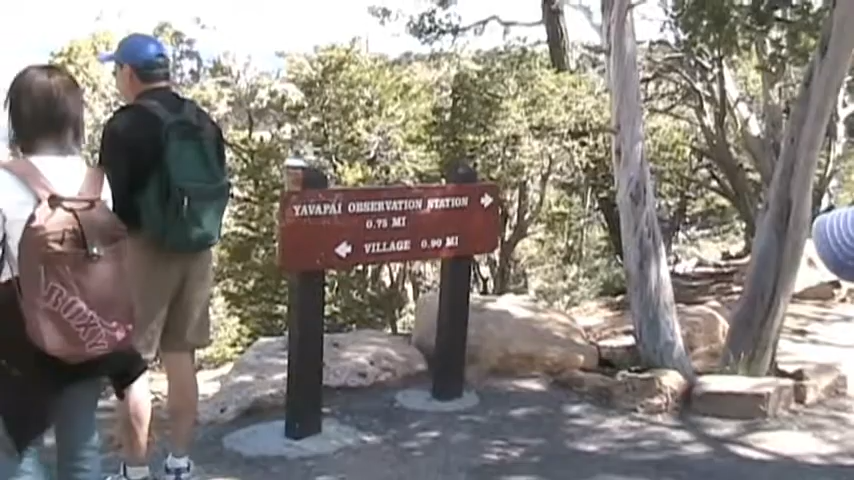 YAVAPAI OBSERVATION STATION
0.75 MI
VILLAGE 0.90 MI
ROXY